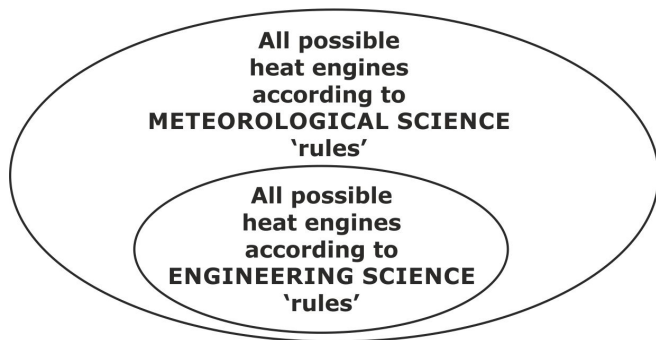 All possible
heat engines
according to
METEOROLOGICAL SCIENCE
‘rules’
All possible
heat engines
according to
ENGINEERING SCIENCE
‘rules’